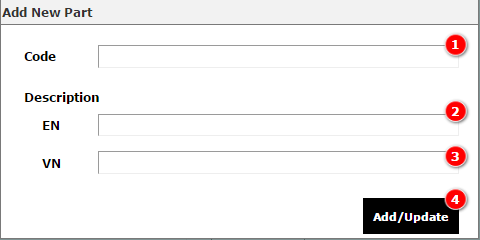 Add New Part
Code 1
Description
EN 2
VN 3
4
Add/Update